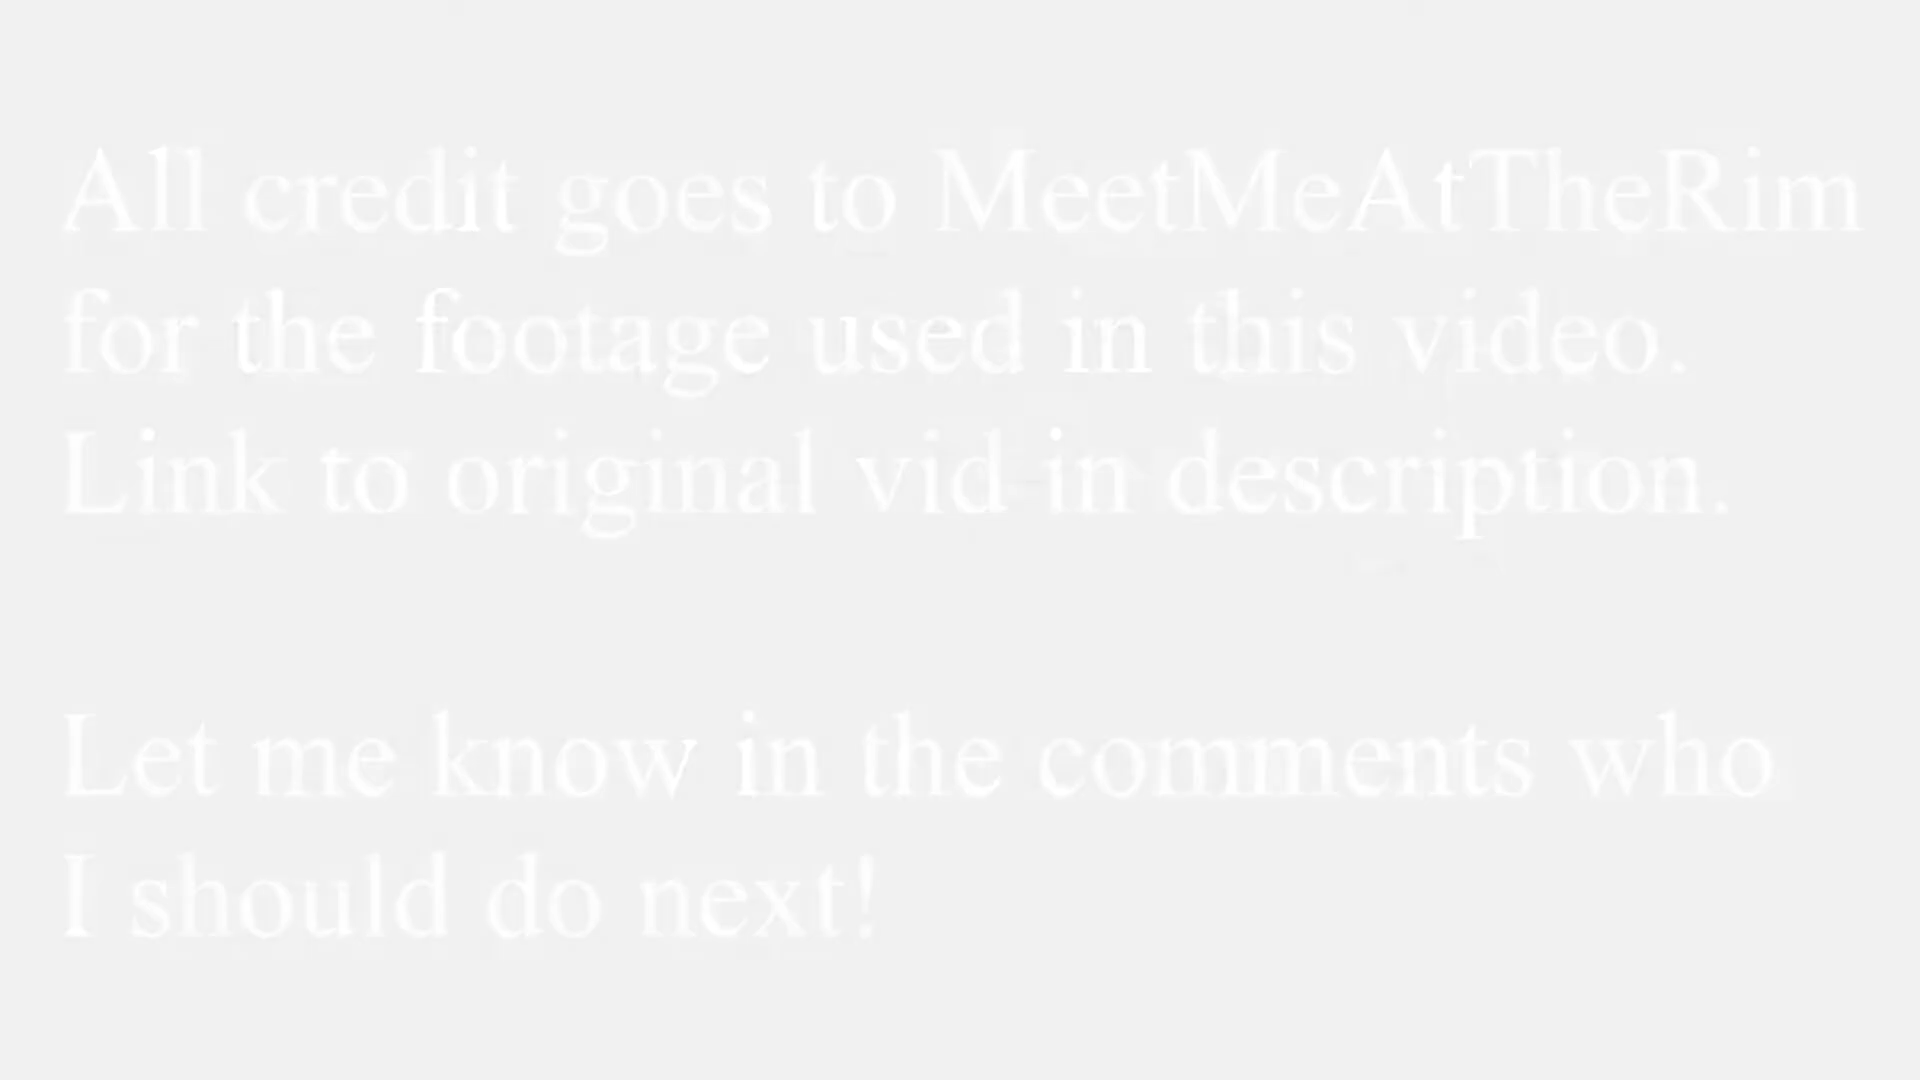 All credit goes to MeetMeAtTheRim
for the footage used in this video.
Link to original vid in description.
Let me know in the comments who
I should do next!